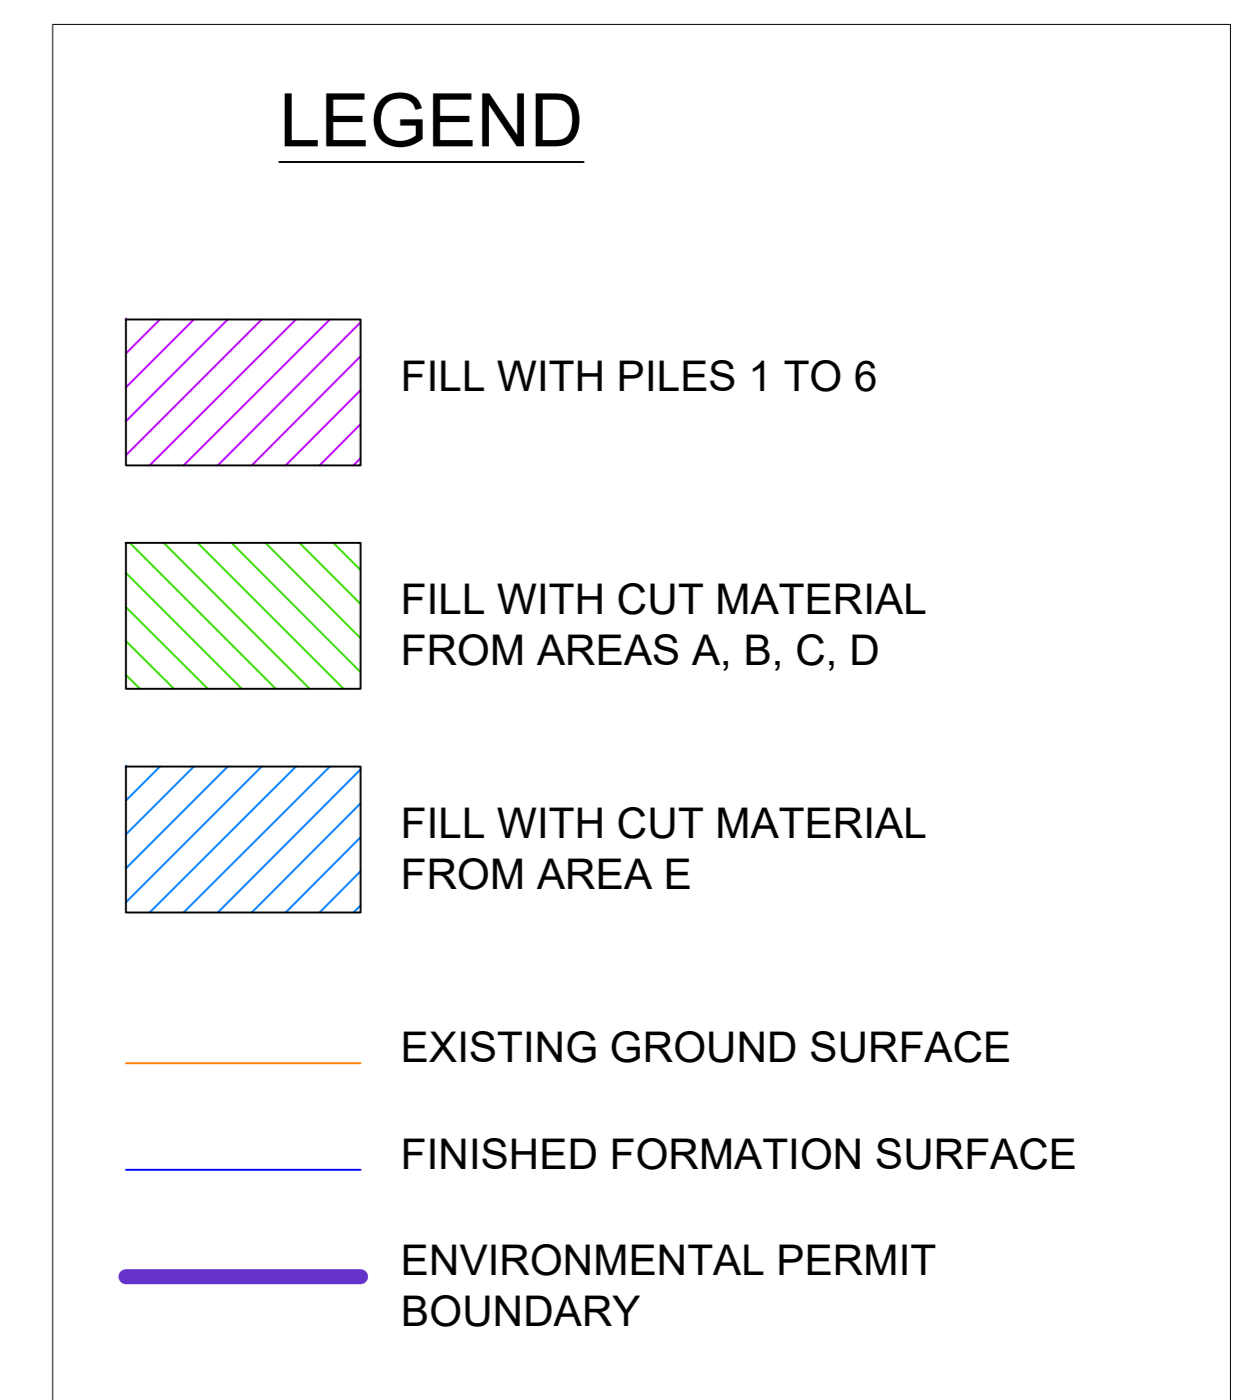 LEGEND
FILL WITH PILES 1 TO 6
FILL WITH CUT MATERIAL
FROM AREAS A, B, C, D
FILL WITH CUT MATERIAL
FROM AREA E
EXISTING GROUND SURFACE
FINISHED FORMATION SURFACE
ENVIRONMENTAL PERMIT
BOUNDARY